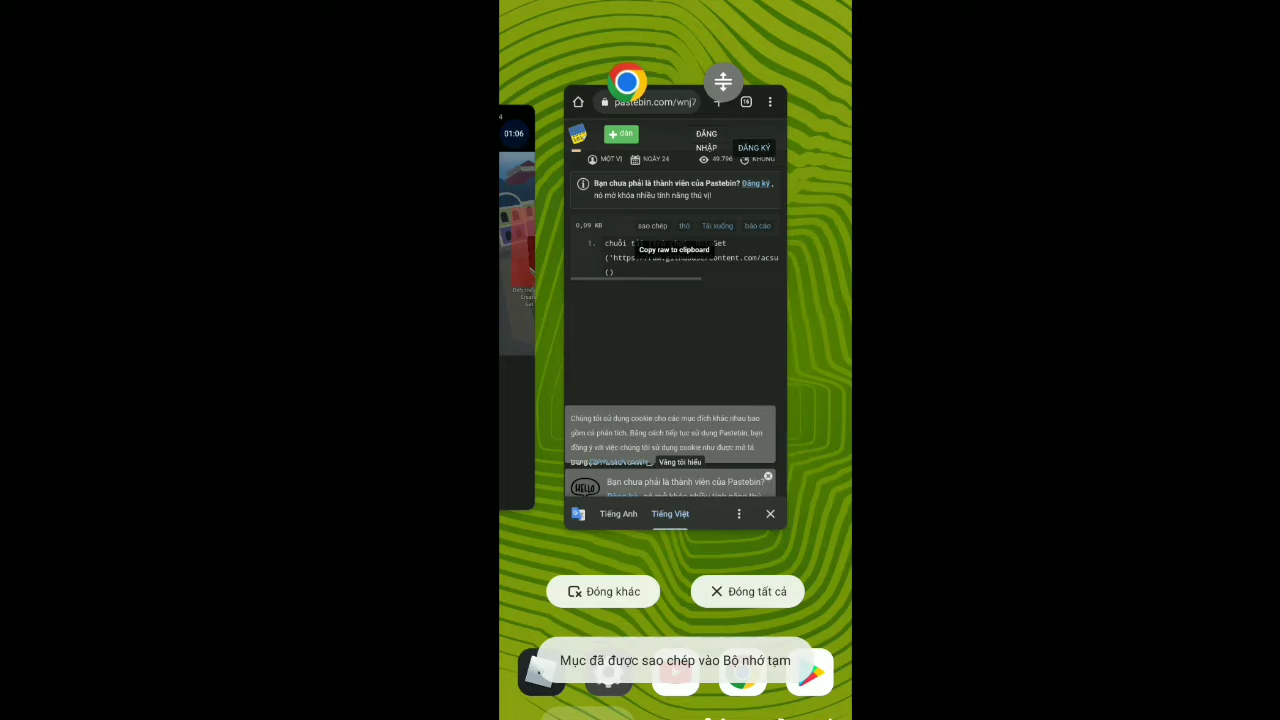 4
01:06
pastebin.com/wnj7
16
dán
ĐĂNG
NHẬP
ĐĂNG KÝ
MỘT VỊ
NGÀY 24
49.796
KHÔNG
Bạn chưa phải là thành viên của Pastebin? Đăng ký ,
nó mở khóa nhiều tính năng thú vị!
0,09 KB
sao chép
thô
Tải xuống
báo cáo
1.
chuỗi
Get
Copy raw to clipboard
()
Chúng tôi sử dụng cookie cho các mục đích khác nhau bao
gồm cả phân tích. Bằng cách tiếp tục sử dụng Pastebin, bạn
đồng ý với việc chúng tôi sử dụng cookie như được mô tả
trong
Vâng tôi hiểu
HELLO
Bạn chưa phải là thành viên của Pastebin?
Tiếng Anh
Tiếng Việt
Đóng khác
Đóng tất cả
Mục đã được sao chép vào Bộ nhớ tạm